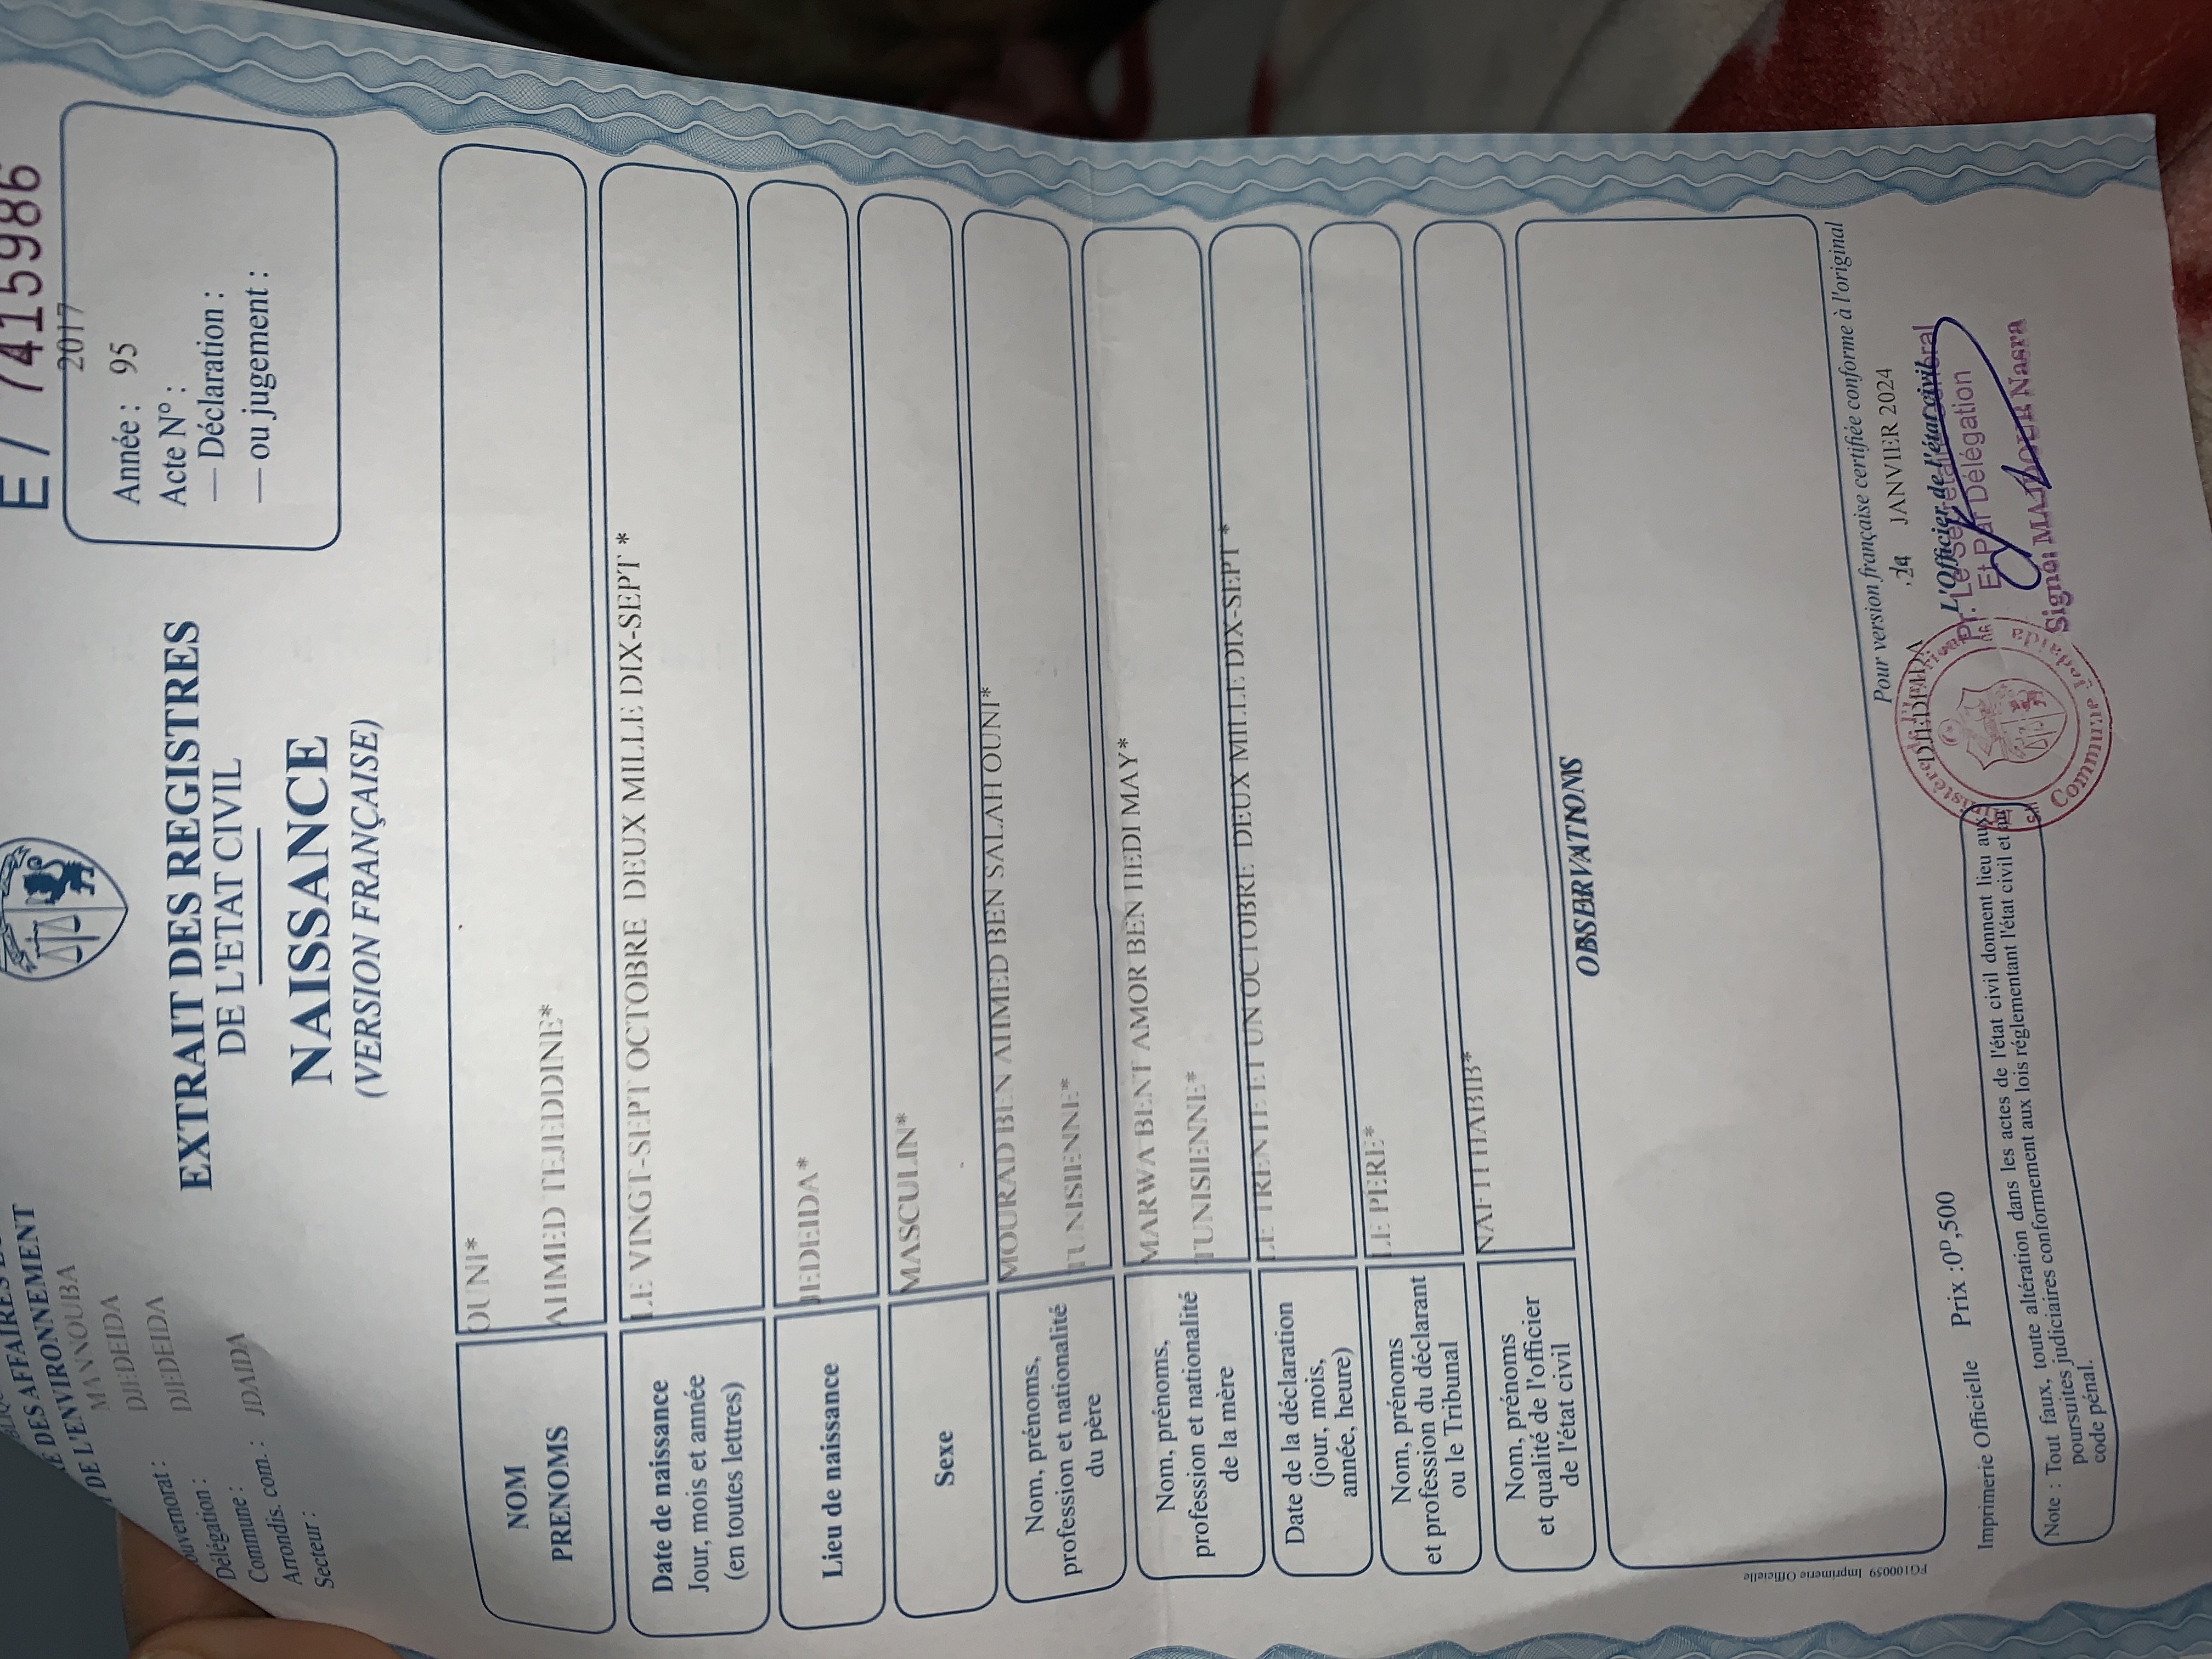 E / 7415986
E DES AFFAIRES
DE L'ENVIRONNEMENT
ouvernorat : MANNOUBA
Délégation : DJEDEIDA
Commune : DJEDEIDA
Arrondis. com. : JDAIDA
Secteur :
2017
Année : 95
Acte N° :
— Déclaration :
— ou jugement :
EXTRAIT DES REGISTRES
DE L'ETAT CIVIL
NAISSANCE
(VERSION FRANÇAISE)
NOM OUNI*
PRENOMS AHMED TEJEDDINE*
Date de naissance
Jour, mois et année
(en toutes lettres)
LE VINGT-SEPT OCTOBRE DEUX MILLE DIX-SEPT *
Lieu de naissance JEDEIDA*
Sexe MASCULIN*
Nom, prénoms,
profession et nationalité
du père
MOURAD BEN AHMED BEN SALAH OUNI*
TUNISIENNE*
Nom, prénoms,
profession et nationalité
de la mère
MARWA BENT AMOR BEN HEDI MAY*
TUNISIENNE*
Date de la déclaration
(jour, mois,
année, heure)
LE TRENTE ET UN OCTOBRE DEUX MILLE DIX-SEPT *
Nom, prénoms
et profession du déclarant
ou le Tribunal
LE PERE*
Nom, prénoms
et qualité de l'officier
de l'état civil
NAFTI HABIB*
OBSERVATIONS
Pour version française certifiée conforme à l'original
DJEDEIDA , 24 JANVIER 2024
L'Officier de l'état civil
Pr. Le Secrétaire Général
Et Par Délégation
Signé: Nasra
Commune Jedaida
Imprimerie Officielle Prix :0ᴰ,500
Note : Tout faux, toute altération dans les actes de l'état civil donnent lieu aux
poursuites judiciaires conformement aux lois réglementant l'état civil et au
code pénal.
FG100059 Imprimerie Officielle